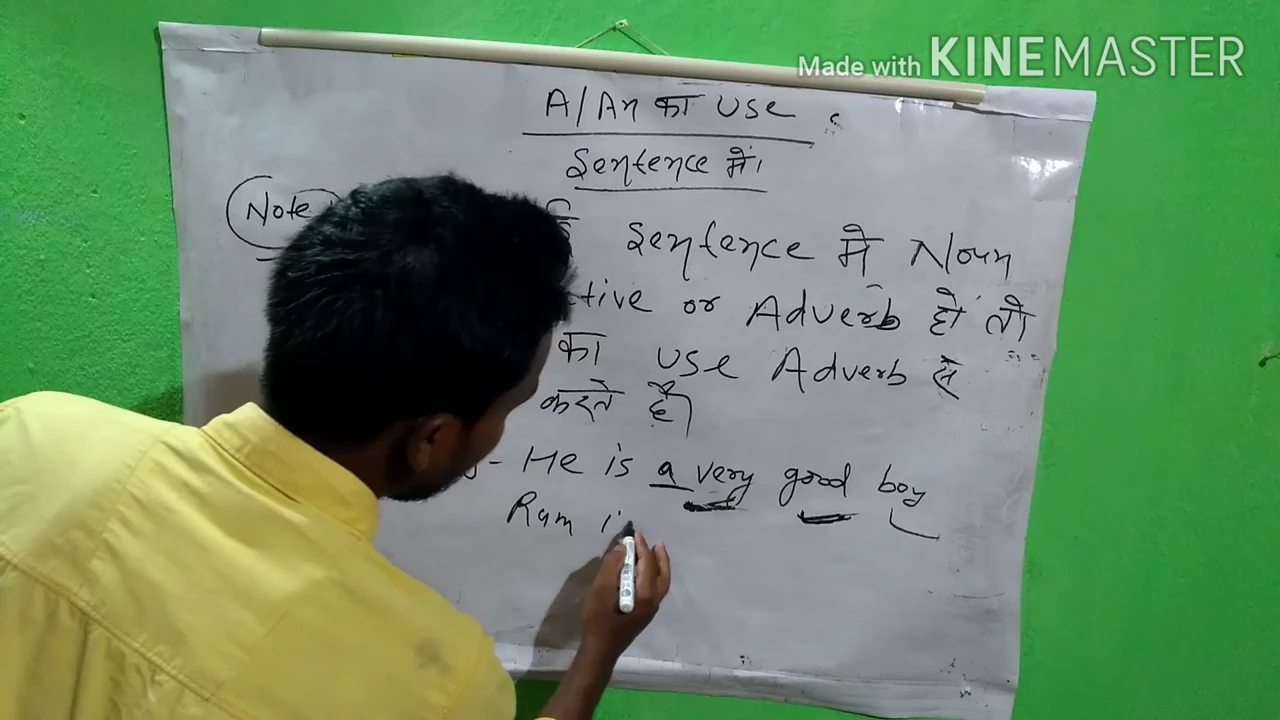 Made with KINEMASTER
A/An का use
Sentence में।
Note
Sentence मे Noun
tive or Adverb हो तो
का use Adverb से
करते है।
- He is a very good boy
Ram i